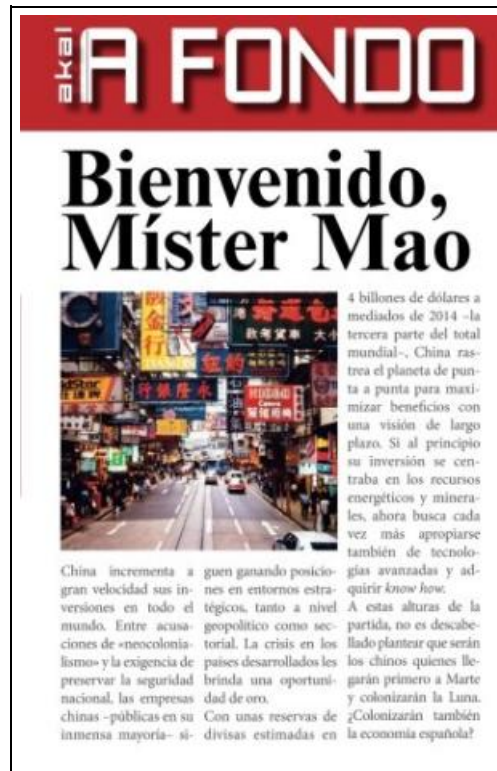 akal
A FONDO
Bienvenido,
Míster Mao
行銀隆永
China incrementa a
gran velocidad sus in-
versiones en todo el
mundo. Entre acusa-
ciones de «neocolonia-
lismo» y la exigencia de
preservar la seguridad
nacional, las empresas
chinas –públicas en su
inmensa mayoría– si-
guen ganando posicio-
nes en entornos estra-
tégicos, tanto a nivel
geopolítico como sec-
torial. La crisis en los
países desarrollados les
brinda una oportuni-
dad de oro.
Con unas reservas de
divisas estimadas en
4 billones de dólares a
mediados de 2014 –la
tercera parte del total
mundial–, China ras-
trea el planeta de pun-
ta a punta para maxi-
mizar beneficios con
una visión de largo
plazo. Si al principio
su inversión se cen-
traba en los recursos
energéticos y minera-
les, ahora busca cada
vez más apropiarse
también de tecnolo-
gías avanzadas y ad-
quirir know how.
A estas alturas de la
partida, no es descabe-
llado plantear que serán
los chinos quienes lle-
garán primero a Marte
y colonizarán la Luna.
¿Colonizarán también
la economía española?